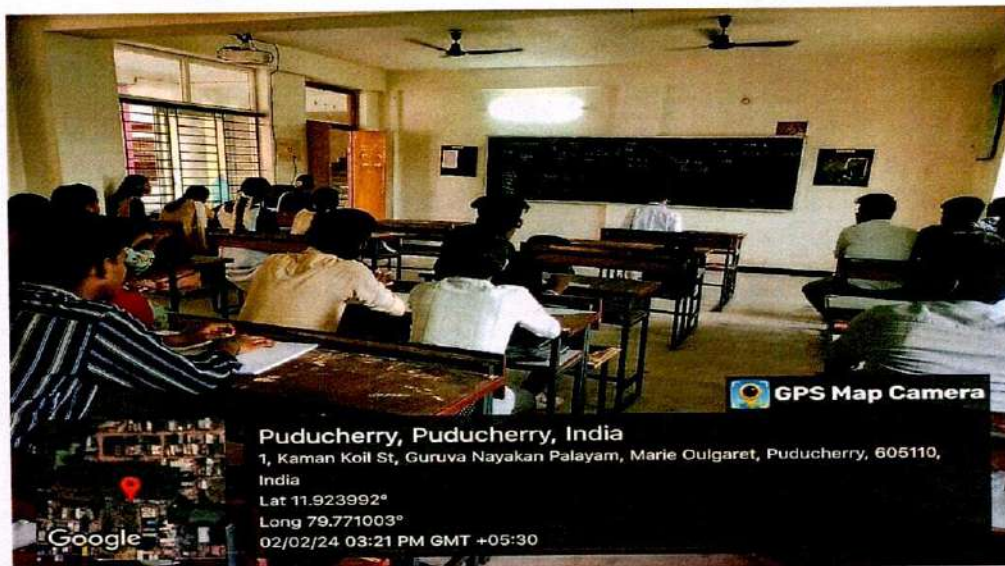 GPS Map Camera
Puducherry, Puducherry, India
1, Kaman Koil St, Guruva Nayakan Palayam, Marie Oulgaret, Puducherry, 605110,
India
Lat 11.923992°
Long 79.771003°
02/02/24 03:21 PM GMT +05:30
Google